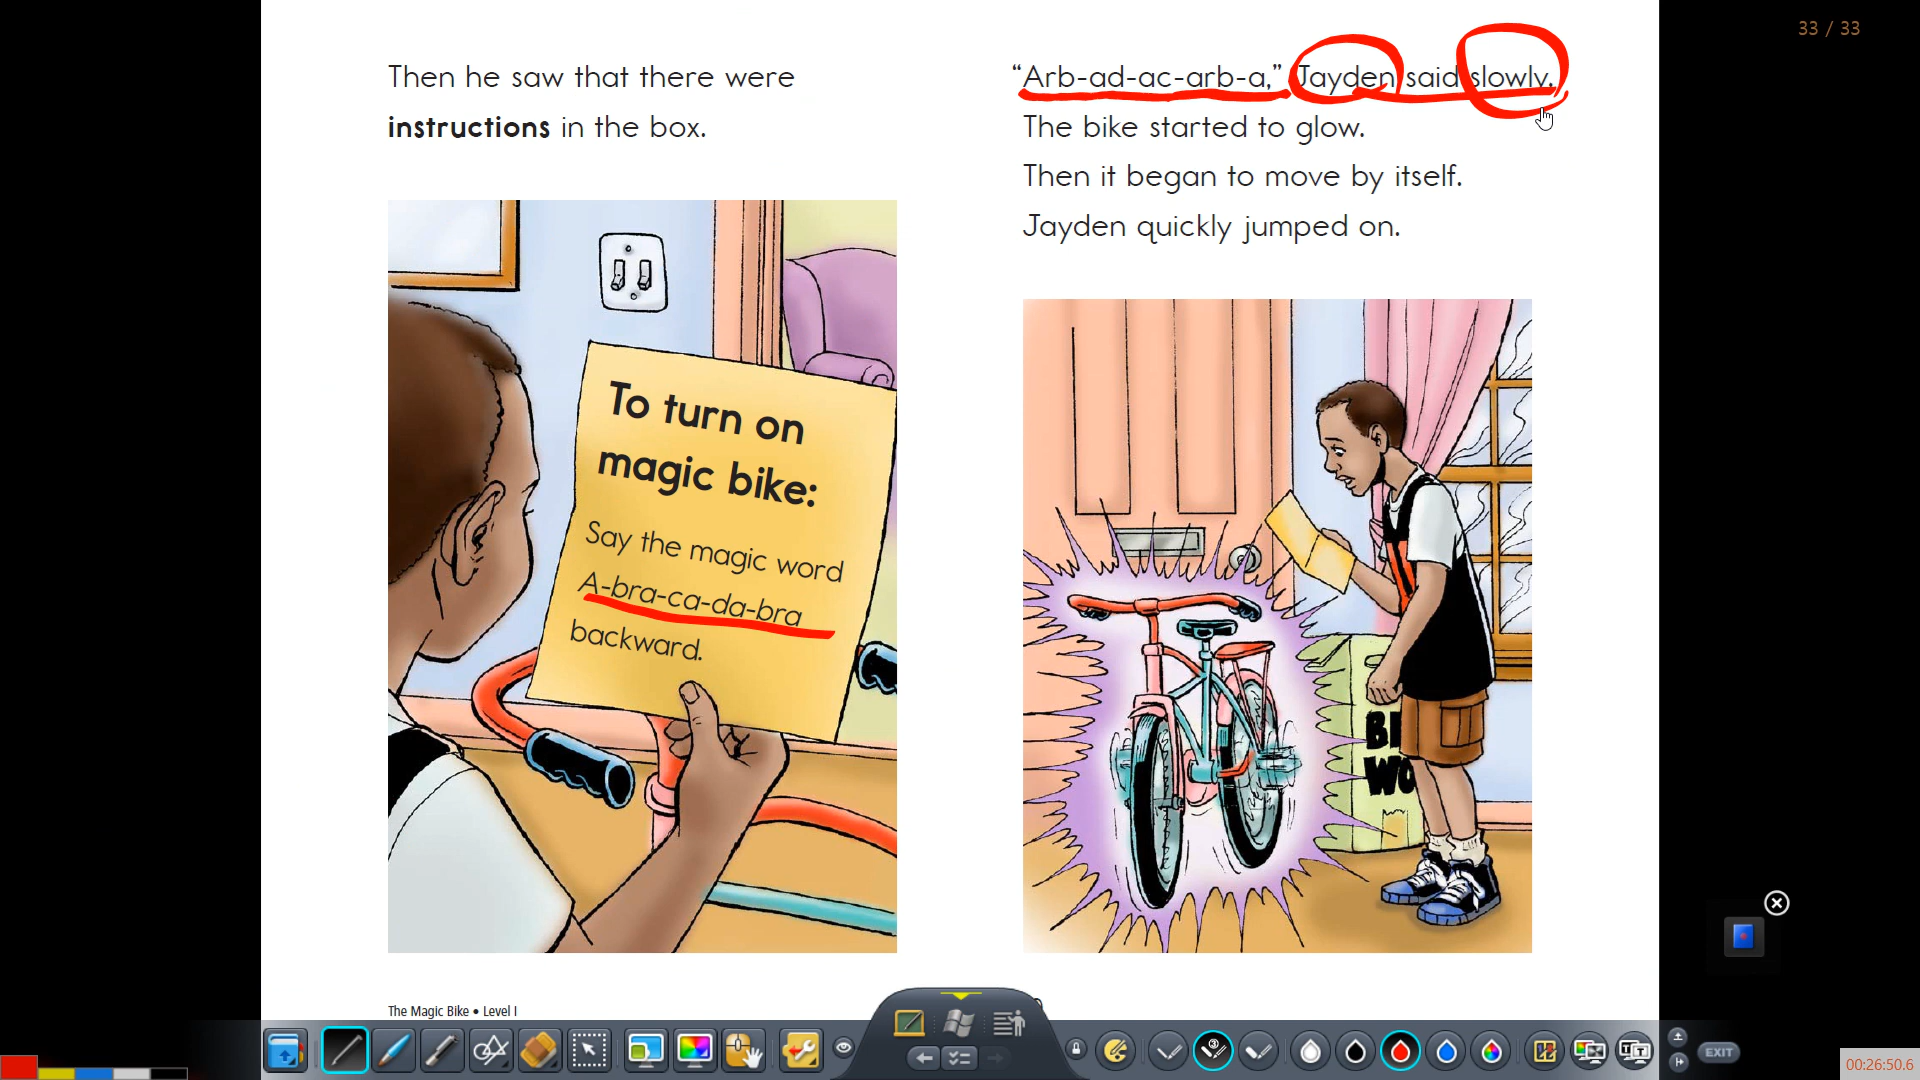 33 / 33
Then he saw that there were
instructions in the box.
To turn on
magic bike:
Say the magic word
A-bra-ca-da-bra
backward.
“Arb-ad-ac-arb-a,” Jayden said slowly.
The bike started to glow.
Then it began to move by itself.
Jayden quickly jumped on.
BI
WO
The Magic Bike • Level I
EXIT
00:26:50.6